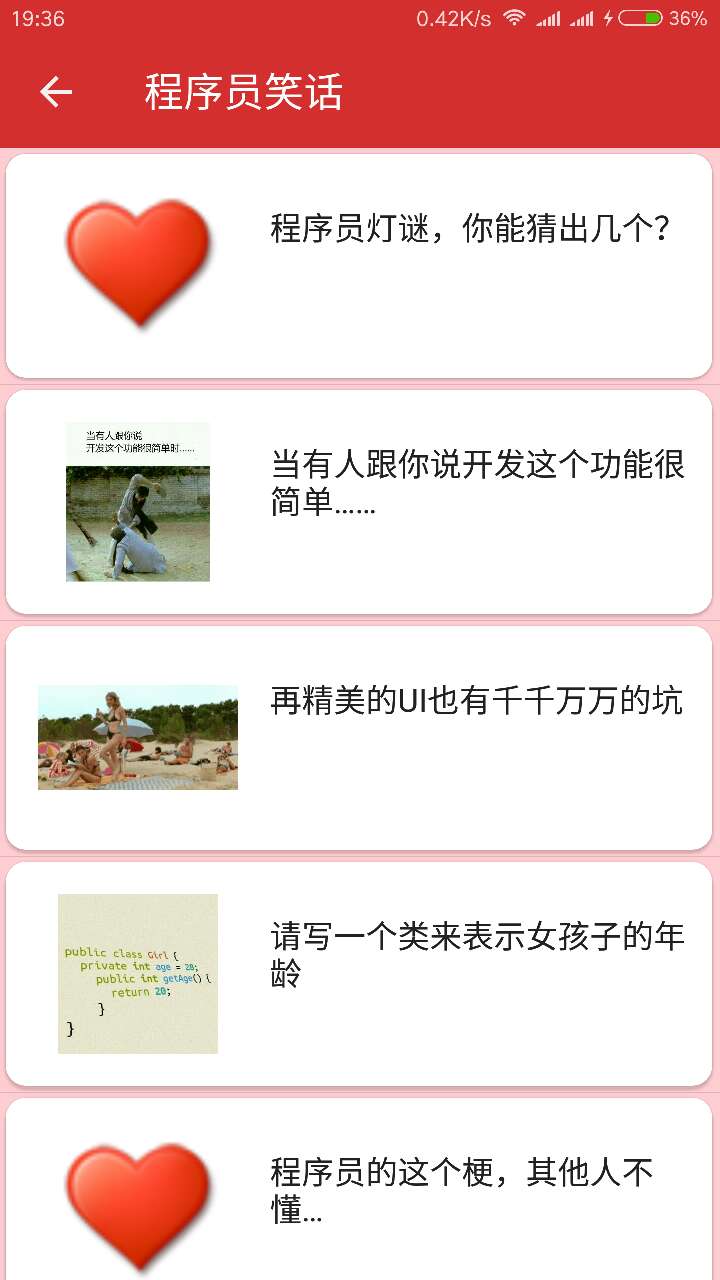 19:36
0.42K/s
36%
程序员笑话
程序员灯谜，你能猜出几个？
当有人跟你说
开发这个功能很简单时……
当有人跟你说开发这个功能很
简单……
再精美的UI也有千千万万的坑
public class Girl {
private int age = 28;
public int getAge() {
return 20;
}
}
请写一个类来表示女孩子的年
龄
程序员的这个梗，其他人不
懂...